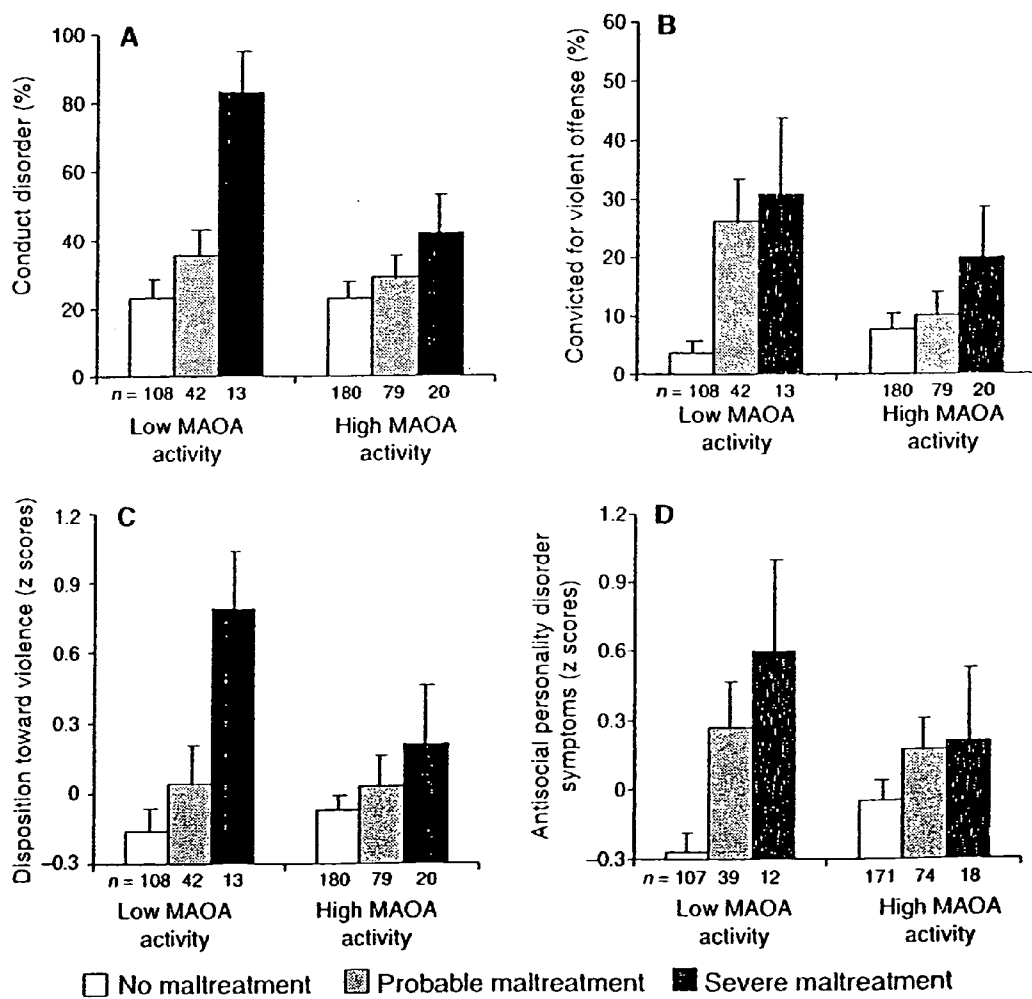 A
Conduct disorder (%)
100
80
60
40
20
0
n = 108 42 13 180 79 20
Low MAOA activity
High MAOA activity
B
Convicted for violent offense (%)
60
50
40
30
20
10
0
n = 108 42 13 180 79 20
Low MAOA activity
High MAOA activity
C
Disposition toward violence (z scores)
1.2
0.9
0.6
0.3
0
–0.3
n = 108 42 13 180 79 20
Low MAOA activity
High MAOA activity
D
Antisocial personality disorder
symptoms (z scores)
1.2
0.9
0.6
0.3
0
–0.3
n = 107 39 12 171 74 18
Low MAOA activity
High MAOA activity
No maltreatment Probable maltreatment Severe maltreatment